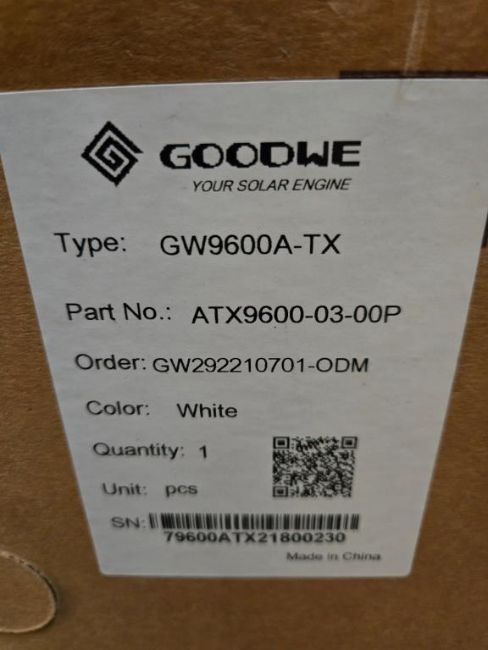 GOODWE
YOUR SOLAR ENGINE
Type: GW9600A-TX
Part No.: ATX9600-03-00P
Order: GW292210701-ODM
Color: White
Quantity: 1
Unit: pcs
SN:
79600ATX21800230
Made in China